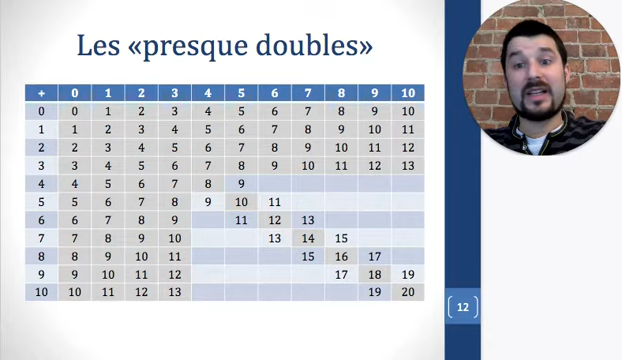 Les «presque doubles»
+ 0 1 2 3 4 5 6 7 8 9 10
0 0 1 2 3 4 5 6 7 8 9 10
1 1 2 3 4 5 6 7 8 9 10 11
2 2 3 4 5 6 7 8 9 10 11 12
3 3 4 5 6 7 8 9 10 11 12 13
4 4 5 6 7 8 9
5 5 6 7 8 9 10 11
6 6 7 8 9 11 12 13
7 7 8 9 10 13 14 15
8 8 9 10 11 15 16 17
9 9 10 11 12 17 18 19
10 10 11 12 13 19 20
12